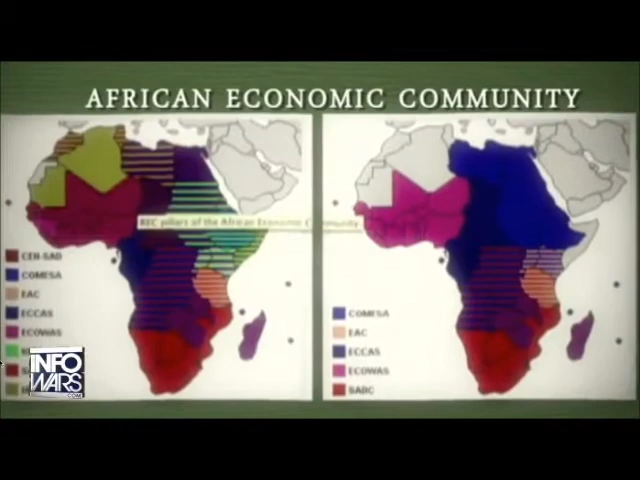 AFRICAN ECONOMIC COMMUNITY
REC pillars of the African Economic Community
CEN-SAD
COMESA
EAC
ECCAS
ECOWAS
INFO
WARS
.COM
COMESA
EAC
ECCAS
ECOWAS
SADC